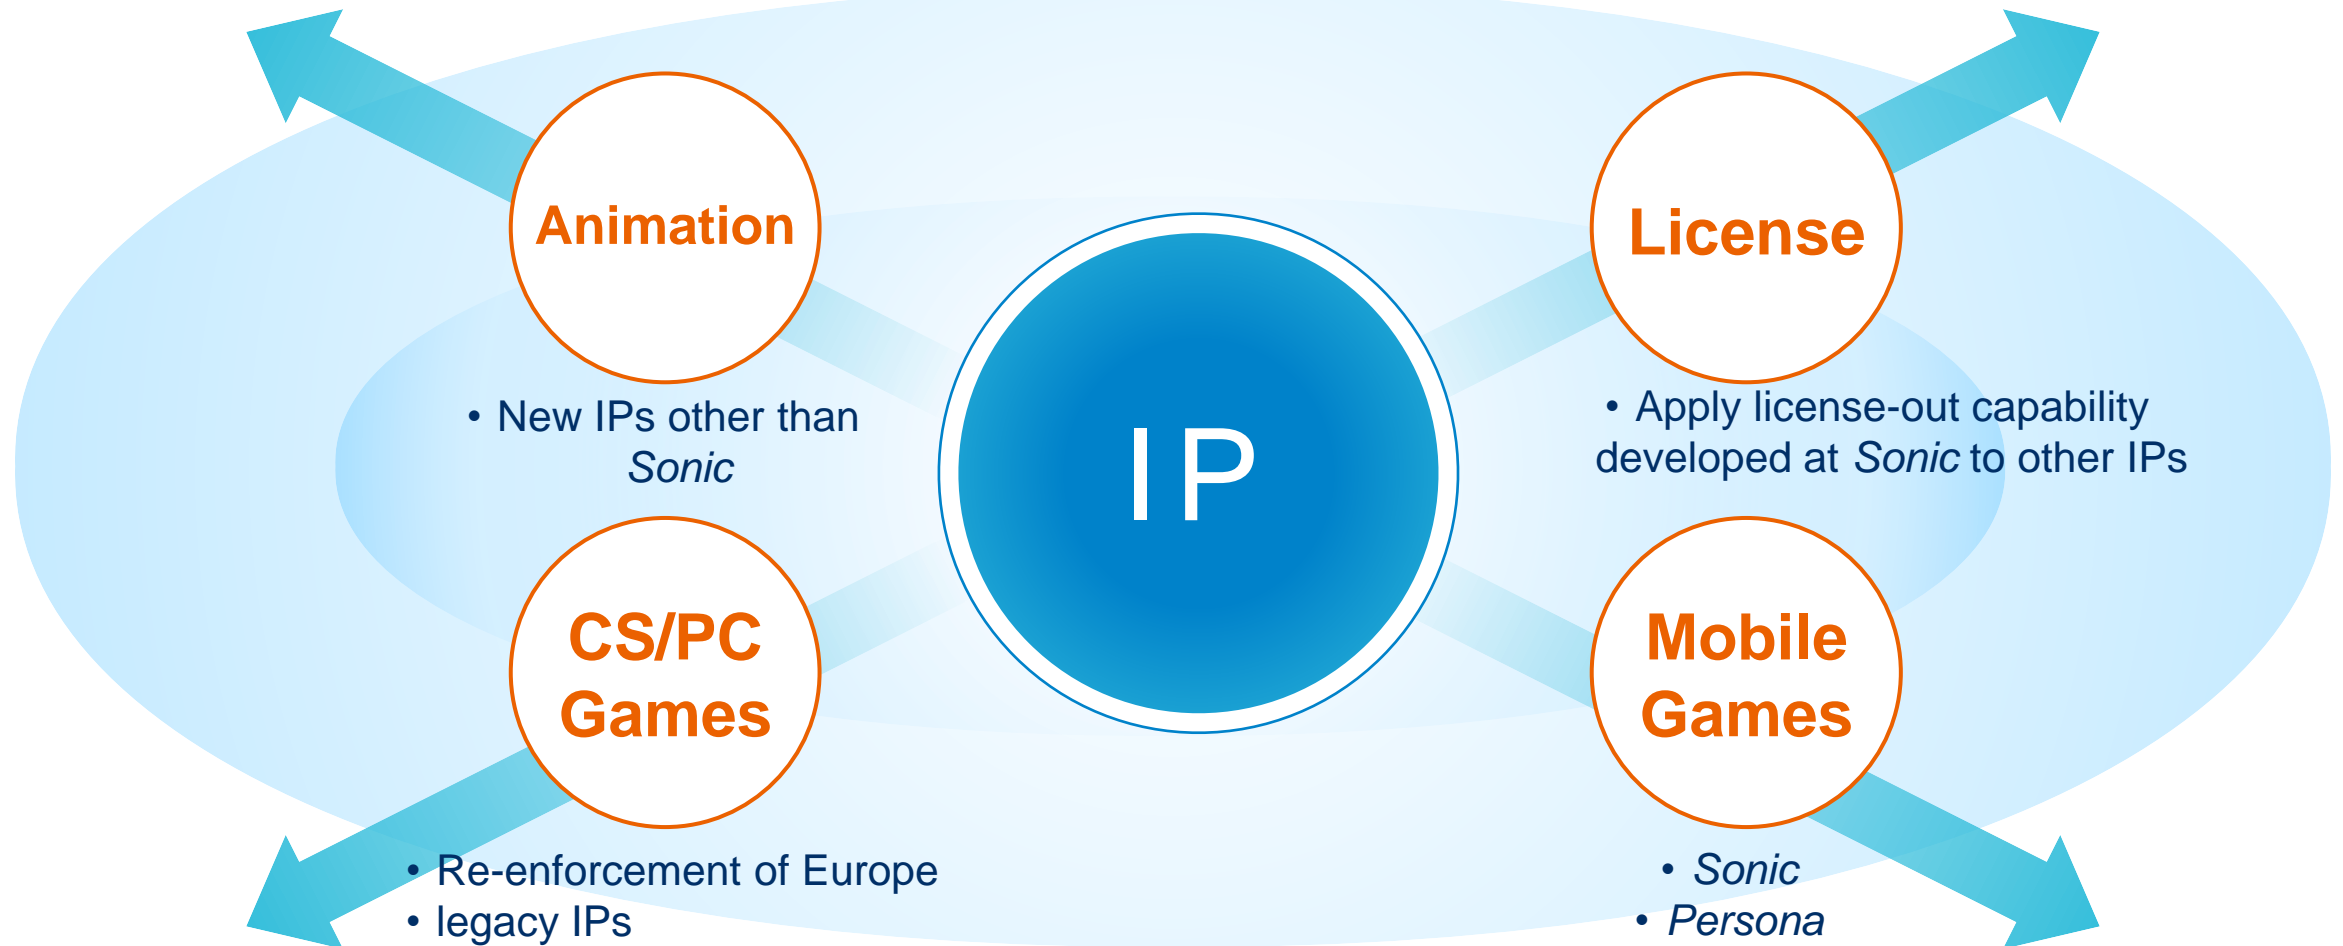 Animation
License
IP
• New IPs other than
Sonic
• Apply license-out capability
developed at Sonic to other IPs
CS/PC
Games
Mobile
Games
• Re-enforcement of Europe
• legacy IPs
• Sonic
• Persona